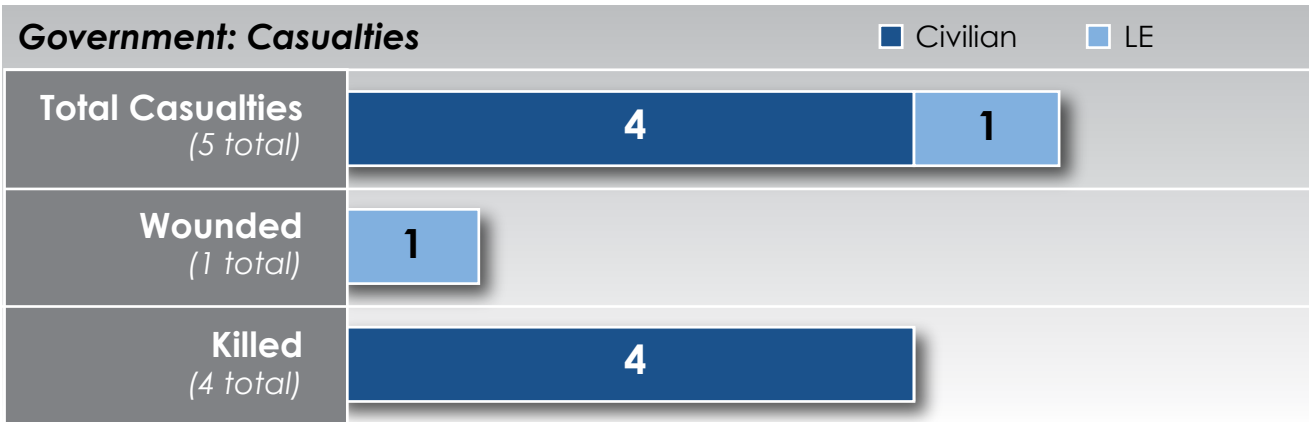 Government: Casualties
Civilian
LE
Total Casualties
(5 total)
4
1
Wounded
(1 total)
1
Killed
(4 total)
4